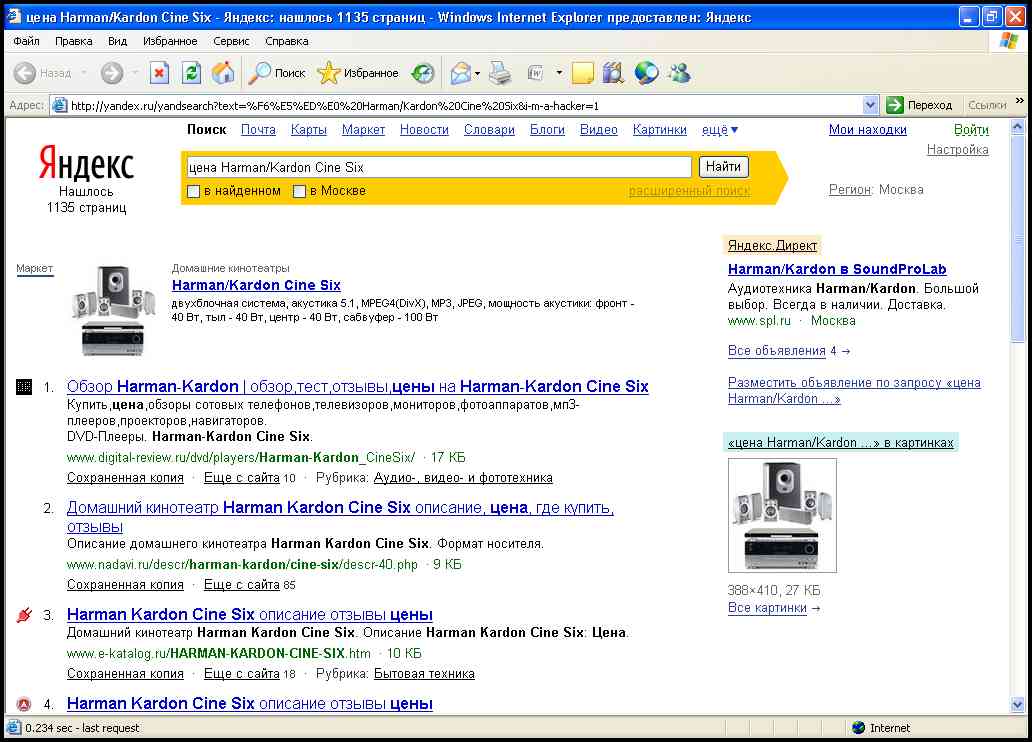 цена Harman/Kardon Cine Six - Яндекс: нашлось 1135 страниц - Windows Internet Explorer предоставлен: Яндекс
Файл Правка Вид Избранное Сервис Справка
Назад Поиск Избранное
Адрес: http://yandex.ru/yandsearch?text=%F6%E5%ED%E0%20Harman/Kardon%20Cine%20Six&i-m-a-hacker=1 Переход Ссылки »
Поиск Почта Карты Маркет Новости Словари Блоги Видео Картинки ещё ▼ Мои находки Войти
Настройка
Яндекс
цена Harman/Kardon Cine Six Найти
Нашлось
1135 страниц
в найденном в Москве расширенный поиск
Регион: Москва
Маркет
Домашние кинотеатры
Harman/Kardon Cine Six
двухблочная система, акустика 5.1, MPEG4(DivX), MP3, JPEG, мощность акустики: фронт -
40 Вт, тыл - 40 Вт, центр - 40 Вт, сабвуфер - 100 Вт
1. Обзор Harman-Kardon | обзор,тест,отзывы,цены на Harman-Kardon Cine Six
Купить,цена,обзоры сотовых телефонов,телевизоров,мониторов,фотоаппаратов,мп3-
плееров,проекторов,навигаторов.
DVD-Плееры. Harman-Kardon Cine Six.
www.digital-review.ru/dvd/players/Harman-Kardon_CineSix/ · 17 КБ
Сохраненная копия · Еще с сайта 10 · Рубрика: Аудио-, видео- и фототехника
2. Домашний кинотеатр Harman Kardon Cine Six описание, цена, где купить,
отзывы
Описание домашнего кинотеатра Harman Kardon Cine Six. Формат носителя.
www.nadavi.ru/descr/harman-kardon/cine-six/descr-40.php · 9 КБ
Сохраненная копия · Еще с сайта 85
3. Harman Kardon Cine Six описание отзывы цены
Домашний кинотеатр Harman Kardon Cine Six. Описание Harman Kardon Cine Six: Цена.
www.e-katalog.ru/HARMAN-KARDON-CINE-SIX.htm · 10 КБ
Сохраненная копия · Еще с сайта 18 · Рубрика: Бытовая техника
4. Harman Kardon Cine Six описание отзывы цены
Яндекс.Директ
Harman/Kardon в SoundProLab
Аудиотехника Harman/Kardon. Большой
выбор. Всегда в наличии. Доставка.
www.spl.ru · Москва
Все объявления 4 →
Разместить объявление по запросу «цена
Harman/Kardon ...»
«цена Harman/Kardon ...» в картинках
388×410, 27 КБ
Все картинки →
0.234 sec - last request Internet